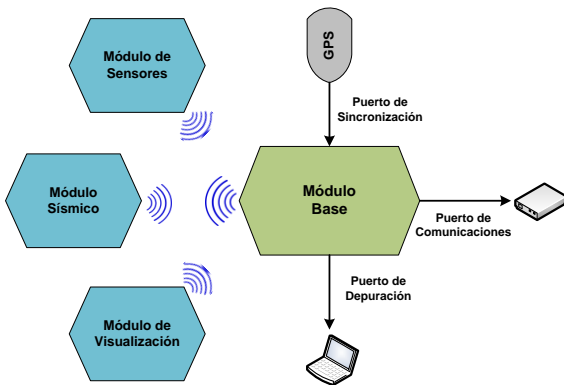 Módulo de
Sensores
GPS
Puerto de
Sincronización
Módulo
Sísmico
Módulo
Base
Puerto de
Comunicaciones
Puerto de
Depuración
Módulo de
Visualización